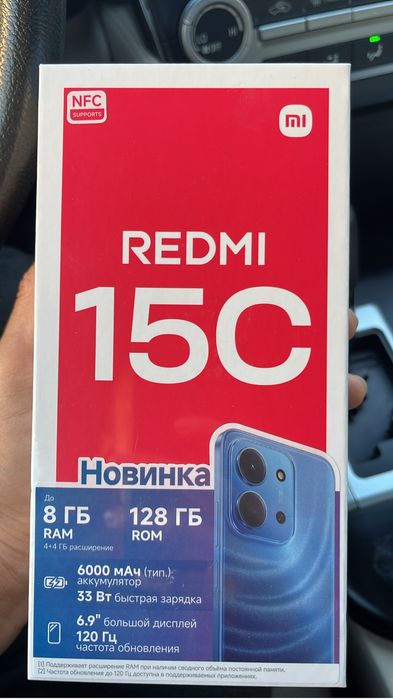 NFC
SUPPORTS
mi
REDMI
15C
Новинка
До
8 ГБ 128 ГБ
RAM ROM
4+4 ГБ расширение
6000 мАч (тип.)
аккумулятор
33 Вт быстрая зарядка
6.9" большой дисплей
120 Гц
частота обновления
[1] Поддерживает расширение RAM при наличии сводного объёма постоянной памяти.
[2] Частота обновления до 120 Гц доступна в поддерживаемых приложениях.